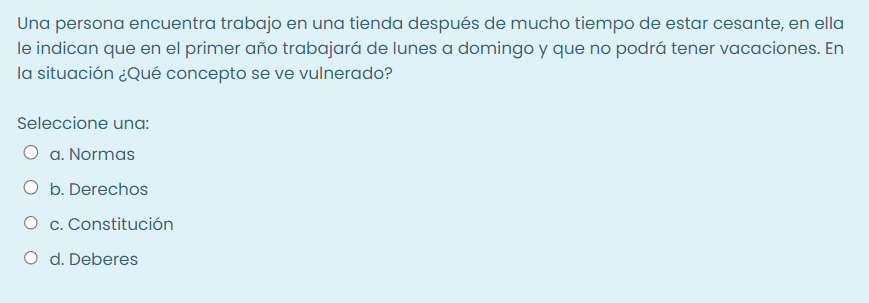 Una persona encuentra trabajo en una tienda después de mucho tiempo de estar cesante, en ella
le indican que en el primer año trabajará de lunes a domingo y que no podrá tener vacaciones. En
la situación ¿Qué concepto se ve vulnerado?
Seleccione una:
a. Normas
b. Derechos
c. Constitución
d. Deberes